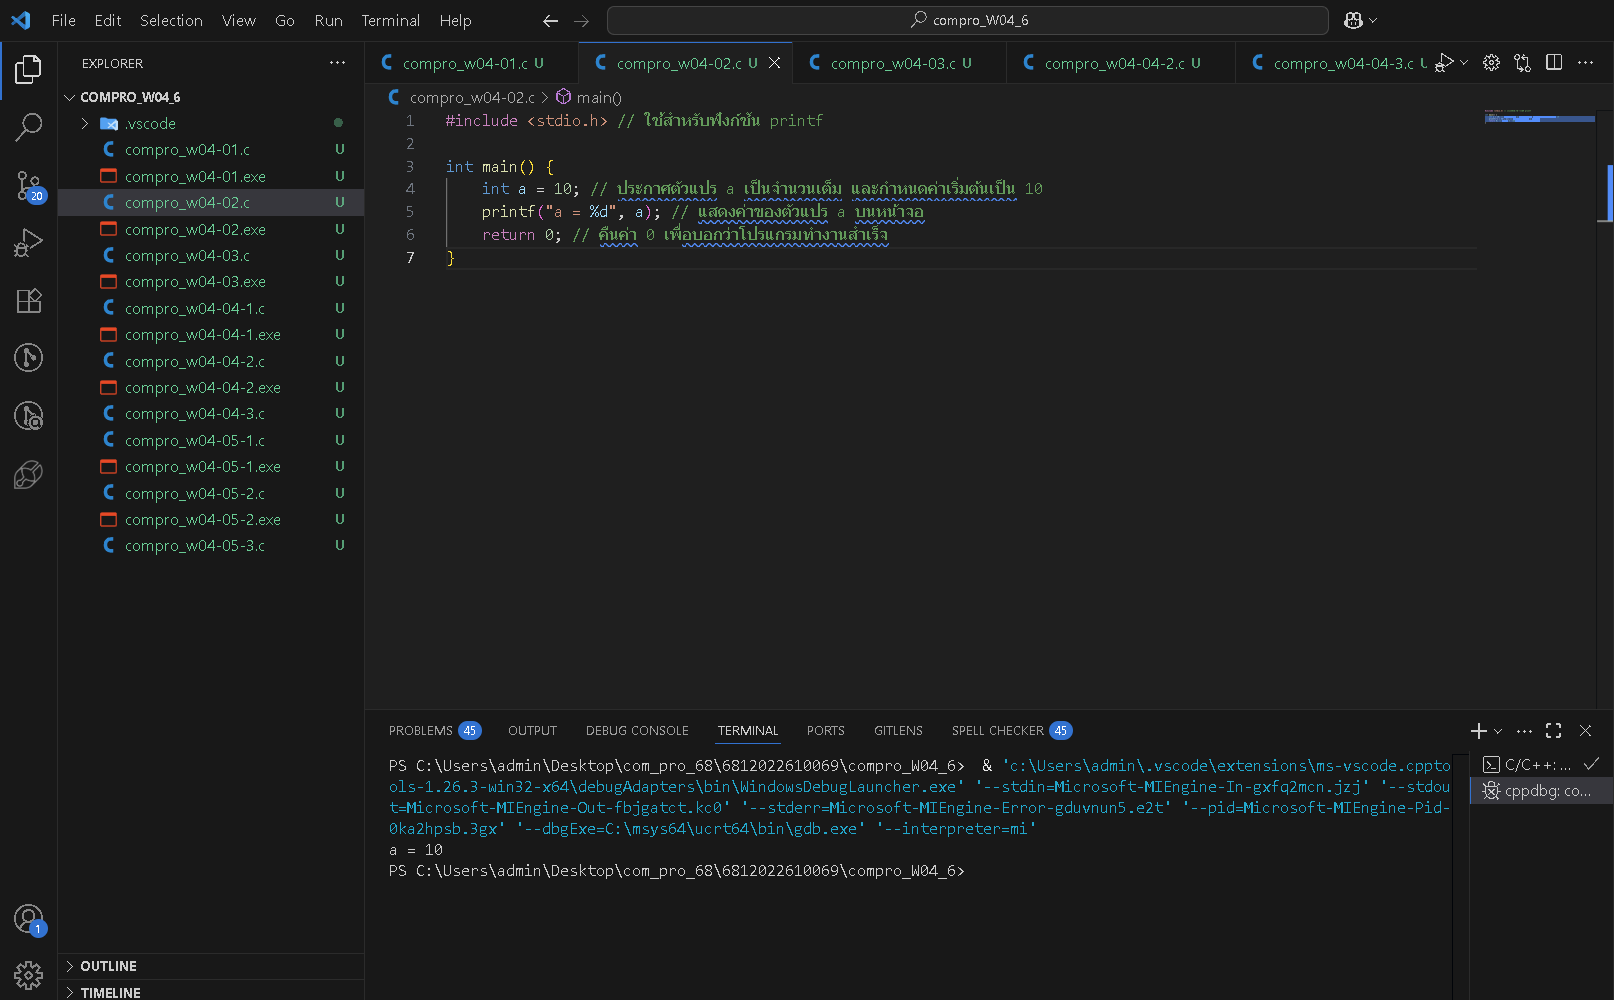 File Edit Selection View Go Run Terminal Help
compro_W04_6
EXPLORER
COMPRO_W04_6
.vscode
compro_w04-01.c U
compro_w04-01.exe U
compro_w04-02.c U
compro_w04-02.exe U
compro_w04-03.c U
compro_w04-03.exe U
compro_w04-04-1.c U
compro_w04-04-1.exe U
compro_w04-04-2.c U
compro_w04-04-2.exe U
compro_w04-04-3.c U
compro_w04-05-1.c U
compro_w04-05-1.exe U
compro_w04-05-2.c U
compro_w04-05-2.exe U
compro_w04-05-3.c U
OUTLINE
TIMELINE
20
1
compro_w04-01.c U compro_w04-02.c U compro_w04-03.c U compro_w04-04-2.c U compro_w04-04-3.c
compro_w04-02.c > main()
1 #include <stdio.h> // ใช้สำหรับฟังก์ชัน printf
2
3 int main() {
4 int a = 10; // ประกาศตัวแปร a เป็นจำนวนเต็ม และกำหนดค่าเริ่มต้นเป็น 10
5 printf("a = %d", a); // แสดงค่าของตัวแปร a บนหน้าจอ
6 return 0; // คืนค่า 0 เพื่อบอกว่าโปรแกรมทำงานสำเร็จ
7 }
PROBLEMS 45 OUTPUT DEBUG CONSOLE TERMINAL PORTS GITLENS SPELL CHECKER 45
PS C:\Users\admin\Desktop\com_pro_68\6812022610069\compro_W04_6> & 'c:\Users\admin\.vscode\extensions\ms-vscode.cppto
ols-1.26.3-win32-x64\debugAdapters\bin\WindowsDebugLauncher.exe' '--stdin=Microsoft-MIEngine-In-gxfq2mcn.jzj' '--stdou
t=Microsoft-MIEngine-Out-fbjgatct.kc0' '--stderr=Microsoft-MIEngine-Error-gduvnun5.e2t' '--pid=Microsoft-MIEngine-Pid-
0ka2hpsb.3gx' '--dbgExe=C:\msys64\ucrt64\bin\gdb.exe' '--interpreter=mi'
a = 10
PS C:\Users\admin\Desktop\com_pro_68\6812022610069\compro_W04_6>
C/C++: ...
cppdbg: co...